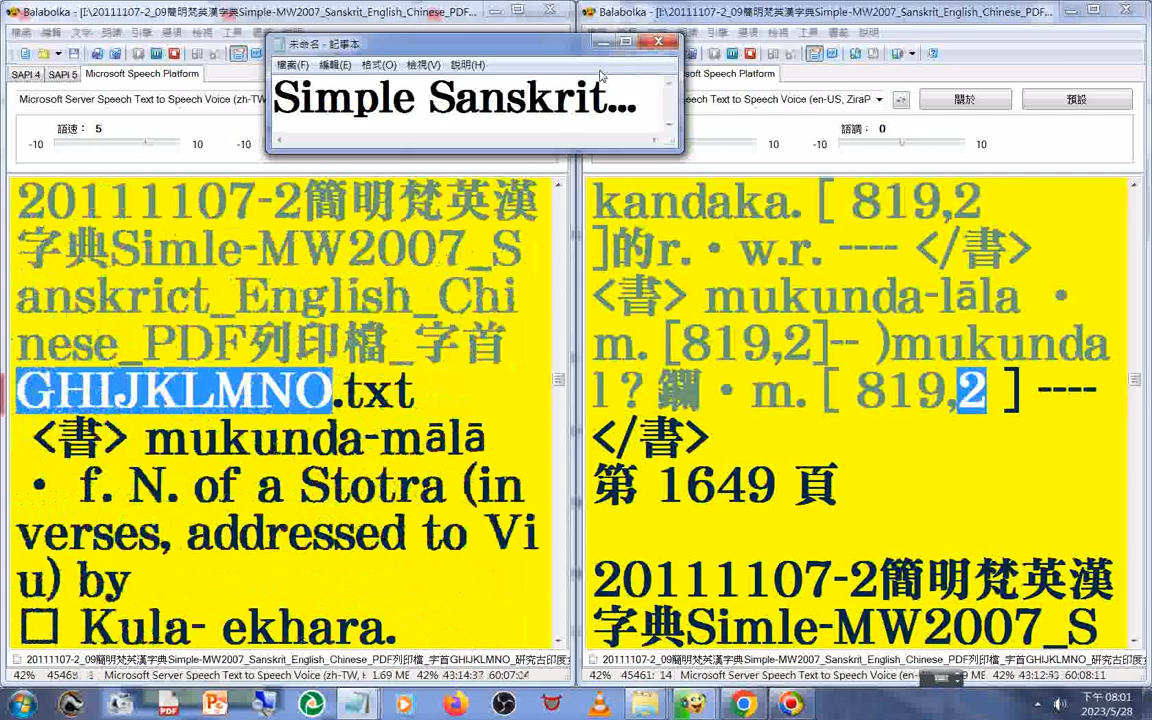 Balabolka - [I:\20111107-2_09簡明梵英漢字典Simple-MW2007_Sanskrit_English_Chinese_PDF...
Balabolka - [I:\20111107-2_09簡明梵英漢字典Simple-MW2007_Sanskrit_English_Chinese_PDF...
未命名 - 記事本
檔案(F) 編輯(E) 格式(O) 檢視(V) 說明(H)
Simple Sanskrit...
SAPI 4 SAPI 5 Microsoft Speech Platform
Speech Platform
Microsoft Server Speech Text to Speech Voice (zh-TW
eech Text to Speech Voice (en-US, ZiraP
關於
預設
語速: 5
語調: 0
-10 10 -10
10 -10 10
20111107-2簡明梵英漢
字典Simle-MW2007_S
anskrict_English_Chi
nese_PDF列印檔_字首
GHIJKLMNO.txt
<書> mukunda-mālā
• f. N. of a Stotra (in
verses, addressed to Vi
u) by
□ Kula- ekhara.
kandaka. [ 819,2
]的r. • w.r. ---- </書>
<書> mukunda-lāla •
m. [819,2]-- )mukunda
l ? 鑭 • m. [ 819,2 ] ----
</書>
第 1649 頁
20111107-2簡明梵英漢
字典Simle-MW2007_S
20111107-2_09簡明梵英漢字典Simple-MW2007_Sanskrit_English_Chinese_PDF列印檔_字首GHIJKLMNO_研究古印度
20111107-2_09簡明梵英漢字典Simple-MW2007_Sanskrit_English_Chinese_PDF列印檔_字首GHIJKLMNO_
42% Microsoft Server Speech Text to Speech Voice (zh-TW, 1.69 ME 42% 43:14:37 60:07:04
42% Microsoft Server Speech Text to Speech Voice 42% 60:08:11
下午 08:01
2023/5/28